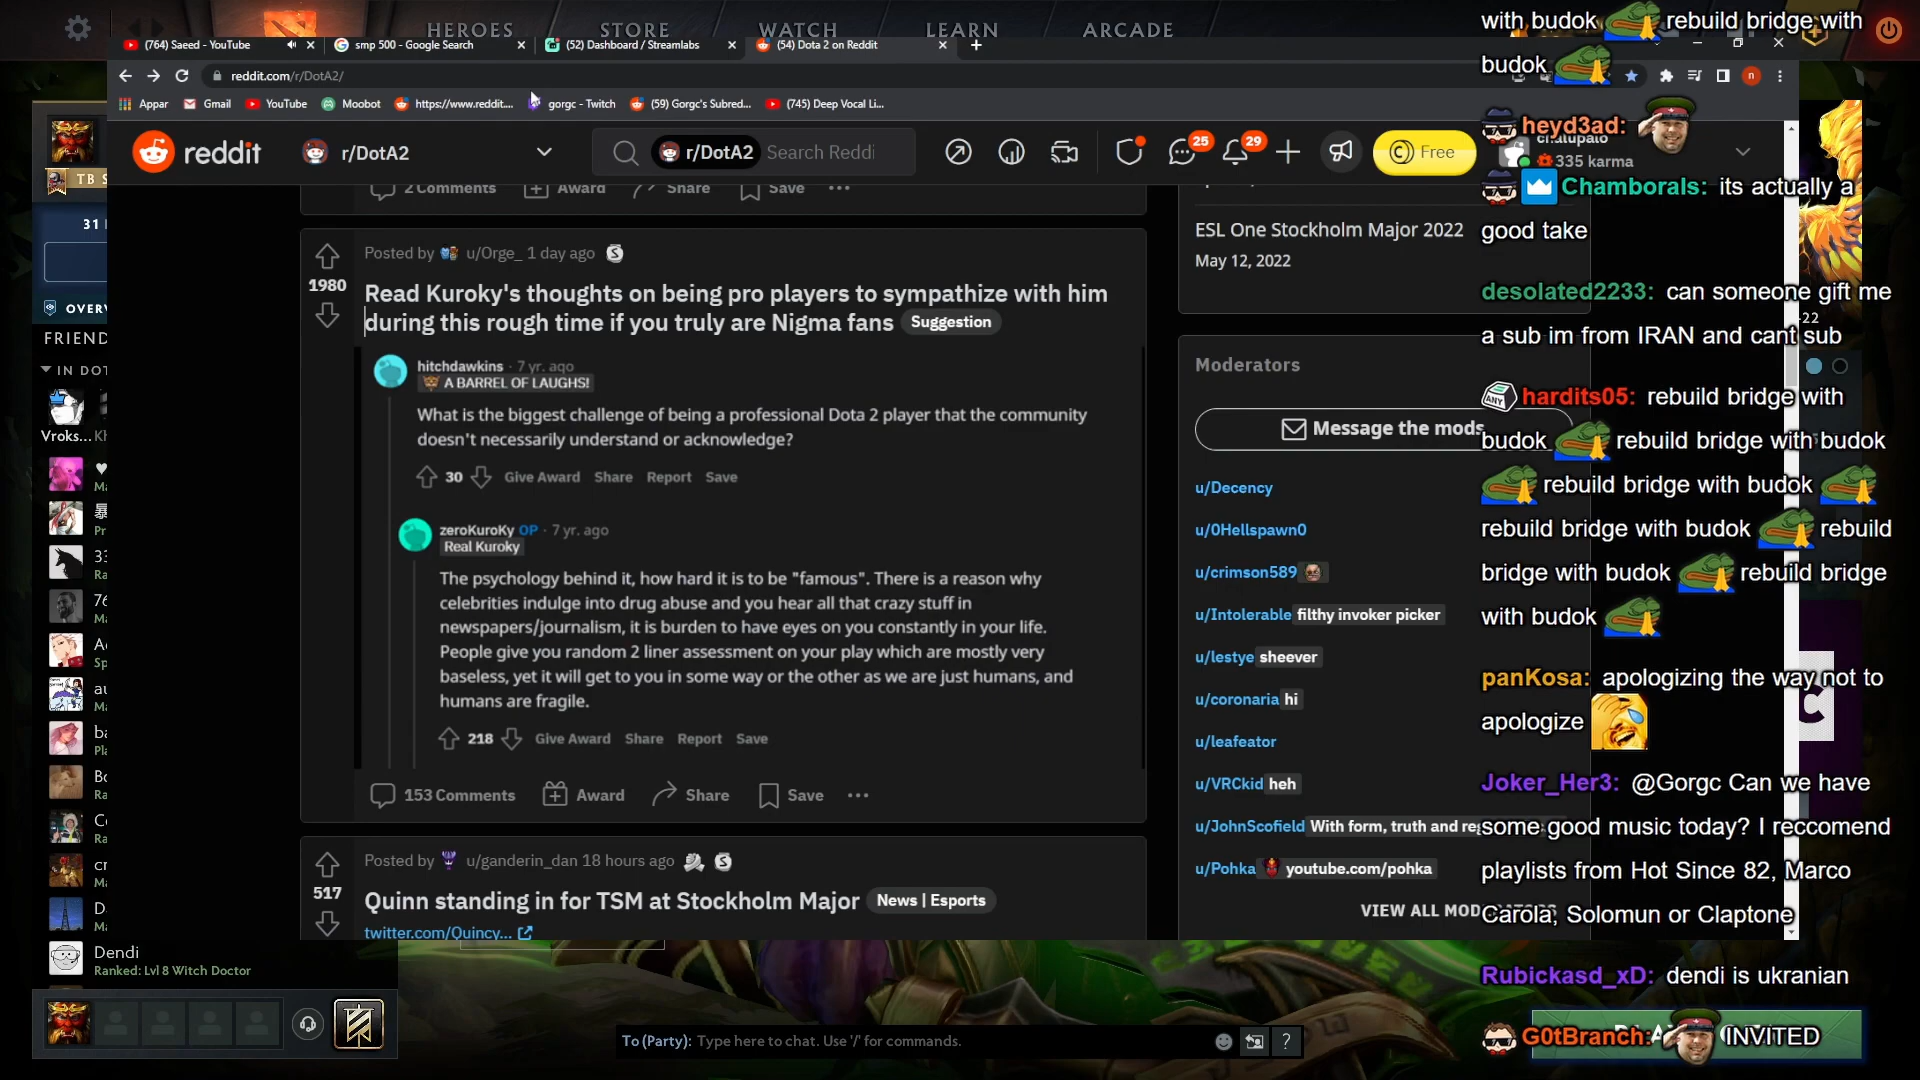 HEROES STORE WATCH LEARN ARCADE
(764) Saeed - YouTube
smp 500 - Google Search
(52) Dashboard / Streamlabs
(54) Dota 2 on Reddit
reddit.com/r/DotA2/
Appar
Gmail
YouTube
Moobot
https://www.reddit...
gorgc - Twitch
(59) Gorgc's Subred...
(745) Deep Vocal Li...
n
reddit
r/DotA2
r/DotA2 Search Reddi
25
29
Free
335 karma
TB S
31
OVERV
FRIEND
IN DOT
Vroks...
33
76
Dendi
Ranked: Lvl 8 Witch Doctor
2 Comments Award Share Save
Posted by u/Orge_ 1 day ago
1980
Read Kuroky's thoughts on being pro players to sympathize with him
during this rough time if you truly are Nigma fans Suggestion
hitchdawkins · 7 yr. ago
A BARREL OF LAUGHS!
What is the biggest challenge of being a professional Dota 2 player that the community
doesn't necessarily understand or acknowledge?
30 Give Award Share Report Save
zeroKuroKy OP · 7 yr. ago
Real Kuroky
The psychology behind it, how hard it is to be "famous". There is a reason why
celebrities indulge into drug abuse and you hear all that crazy stuff in
newspapers/journalism, it is burden to have eyes on you constantly in your life.
People give you random 2 liner assessment on your play which are mostly very
baseless, yet it will get to you in some way or the other as we are just humans, and
humans are fragile.
218 Give Award Share Report Save
153 Comments Award Share Save
Posted by u/ganderin_dan 18 hours ago
517
Quinn standing in for TSM at Stockholm Major News | Esports
twitter.com/Quincy...
ESL One Stockholm Major 2022
May 12, 2022
Moderators
Message the mods
u/Decency
u/0Hellspawn0
u/crimson589
u/Intolerable filthy invoker picker
u/lestye sheever
u/coronaria hi
u/leafeator
u/VRCkid heh
u/JohnScofield With form, truth and re
u/Pohka youtube.com/pohka
VIEW ALL MOD
with budok rebuild bridge with
budok
heyd3ad:
Chamborals: its actually a
good take
desolated2233: can someone gift me
a sub im from IRAN and cant sub
hardits05: rebuild bridge with
budok rebuild bridge with budok
rebuild bridge with budok
rebuild bridge with budok rebuild
bridge with budok rebuild bridge
with budok
panKosa: apologizing the way not to
apologize
Joker_Her3: @Gorgc Can we have
some good music today? I reccomend
playlists from Hot Since 82, Marco
Carola, Solomun or Claptone
Rubickasd_xD: dendi is ukranian
G0tBranch: INVITED
To (Party): Type here to chat. Use '/' for commands.
?